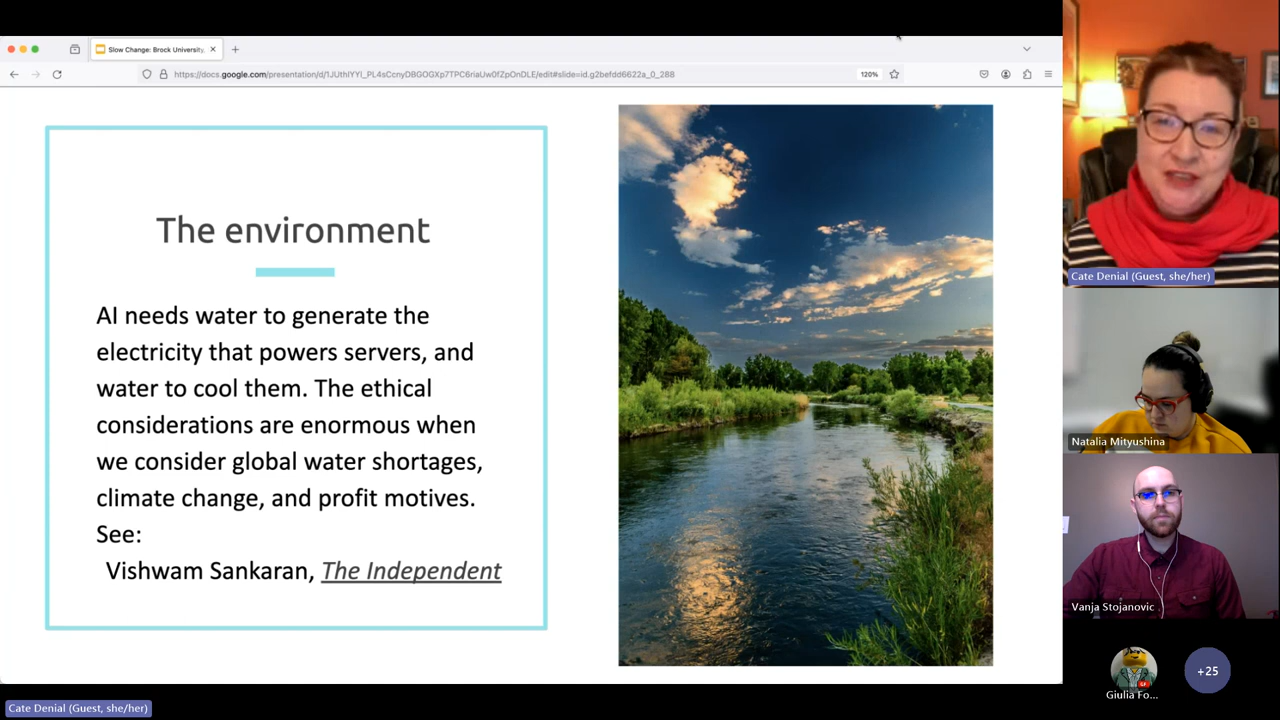 Slow Change: Brock University,
https://docs.google.com/presentation/d/1JUthIYYI_PL4sCcnyDBGOGXp7TPC6riaUw0fZpOnDLE/edit#slide=id.g2befdd6622a_0_288
120%
The environment
AI needs water to generate the
electricity that powers servers, and
water to cool them. The ethical
considerations are enormous when
we consider global water shortages,
climate change, and profit motives.
See:
Vishwam Sankaran, The Independent
Cate Denial (Guest, she/her)
Natalia Mityushina
Vanja Stojanovic
Giulia Fo...
+25
Cate Denial (Guest, she/her)